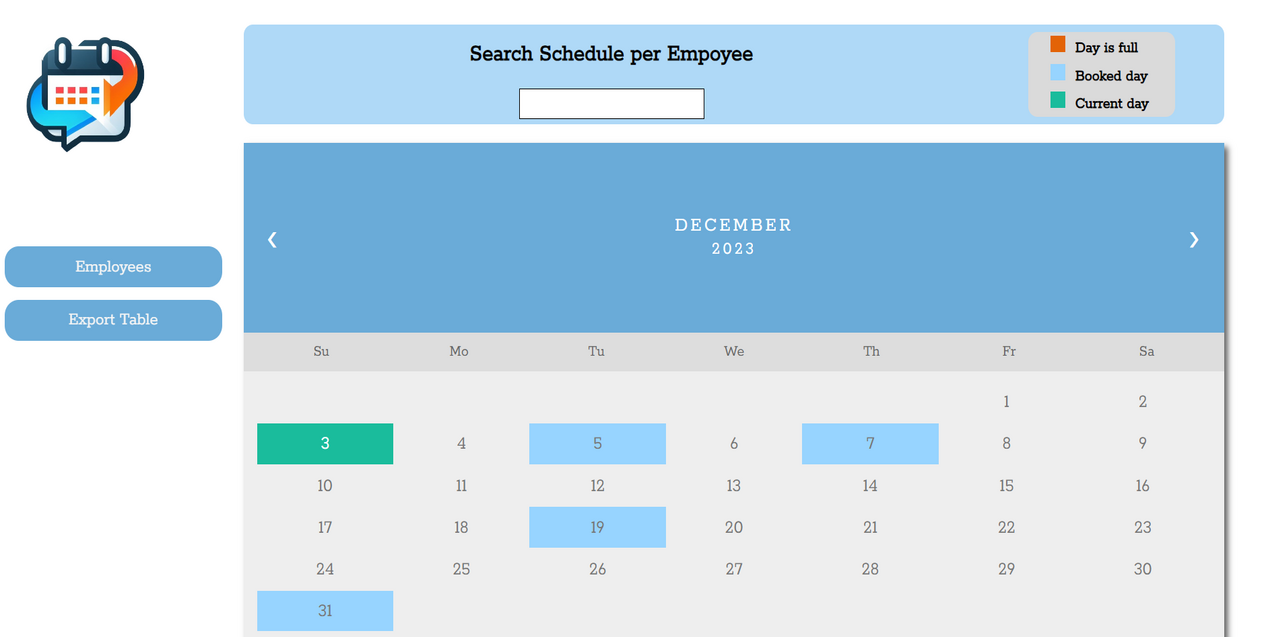 Search Schedule per Empoyee
Day is full
Booked day
Current day
Employees
Export Table
❮
DECEMBER
2023
❯
Su Mo Tu We Th Fr Sa
1 2
3 4 5 6 7 8 9
10 11 12 13 14 15 16
17 18 19 20 21 22 23
24 25 26 27 28 29 30
31